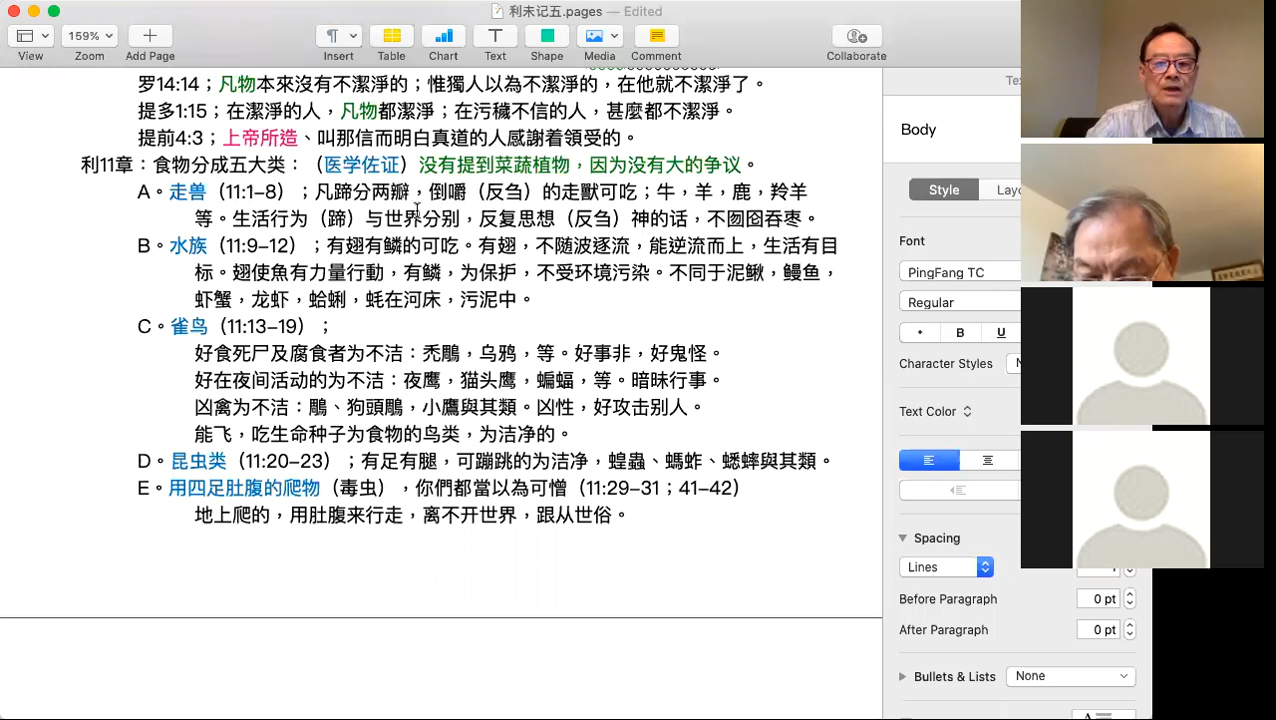 利未记五.pages — Edited
159%
View
Zoom
Add Page
Insert
Table
Chart
Text
Shape
Media
Comment
Collaborate
罗14:14；凡物本來沒有不潔淨的；惟獨人以為不潔淨的，在他就不潔淨了。
提多1:15；在潔淨的人，凡物都潔淨；在污穢不信的人，甚麼都不潔淨。
提前4:3；上帝所造、叫那信而明白真道的人感謝着領受的。
利11章：食物分成五大类：（医学佐证）没有提到菜蔬植物，因为没有大的争议。
A。走兽（11:1–8）；凡蹄分两瓣，倒嚼（反刍）的走獸可吃；牛，羊，鹿，羚羊
等。生活行为（蹄）与世界分别，反复思想（反刍）神的话，不囫囵吞枣。
B。水族（11:9–12）；有翅有鳞的可吃。有翅，不随波逐流，能逆流而上，生活有目
标。翅使魚有力量行動，有鳞，为保护，不受环境污染。不同于泥鳅，鳗鱼，
虾蟹，龙虾，蛤蜊，蚝在河床，污泥中。
C。雀鸟（11:13–19）；
好食死尸及腐食者为不洁：秃鵰，乌鸦，等。好事非，好鬼怪。
好在夜间活动的为不洁：夜鹰，猫头鹰，蝙蝠，等。暗昧行事。
凶禽为不洁：鵰、狗頭鵰，小鷹與其類。凶性，好攻击别人。
能飞，吃生命种子为食物的鸟类，为洁净的。
D。昆虫类（11:20–23）；有足有腿，可蹦跳的为洁净，蝗蟲、螞蚱、蟋蟀與其類。
E。用四足肚腹的爬物（毒虫），你們都當以為可憎（11:29–31；41–42）
地上爬的，用肚腹来行走，离不开世界，跟从世俗。
Body
Style
Font
PingFang TC
Regular
B
U
Character Styles
Text Color
Spacing
Lines
Before Paragraph
0 pt
After Paragraph
0 pt
Bullets & Lists
None